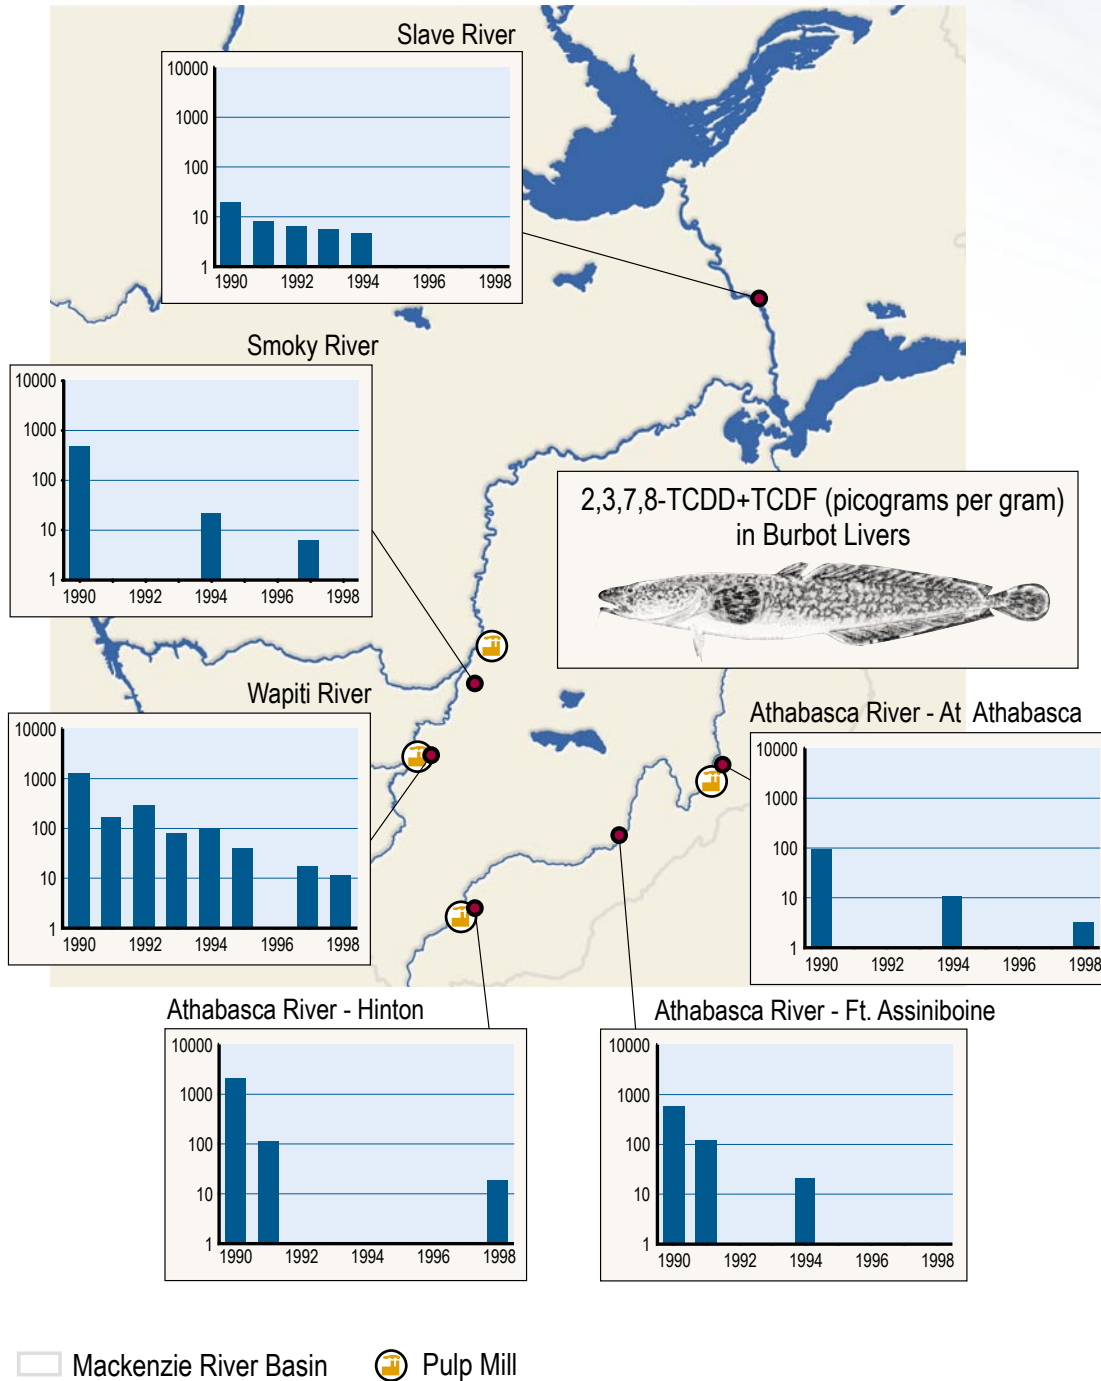 Slave River
10000
1000
100
10
1
1990 1992 1994 1996 1998
Smoky River
10000
1000
100
10
1
1990 1992 1994 1996 1998
2,3,7,8-TCDD+TCDF (picograms per gram)
in Burbot Livers
Wapiti River
10000
1000
100
10
1
1990 1992 1994 1996 1998
Athabasca River - At Athabasca
10000
1000
100
10
1
1990 1992 1994 1996 1998
Athabasca River - Hinton
10000
1000
100
10
1
1990 1992 1994 1996 1998
Athabasca River - Ft. Assiniboine
10000
1000
100
10
1
1990 1992 1994 1996 1998
Mackenzie River Basin Pulp Mill